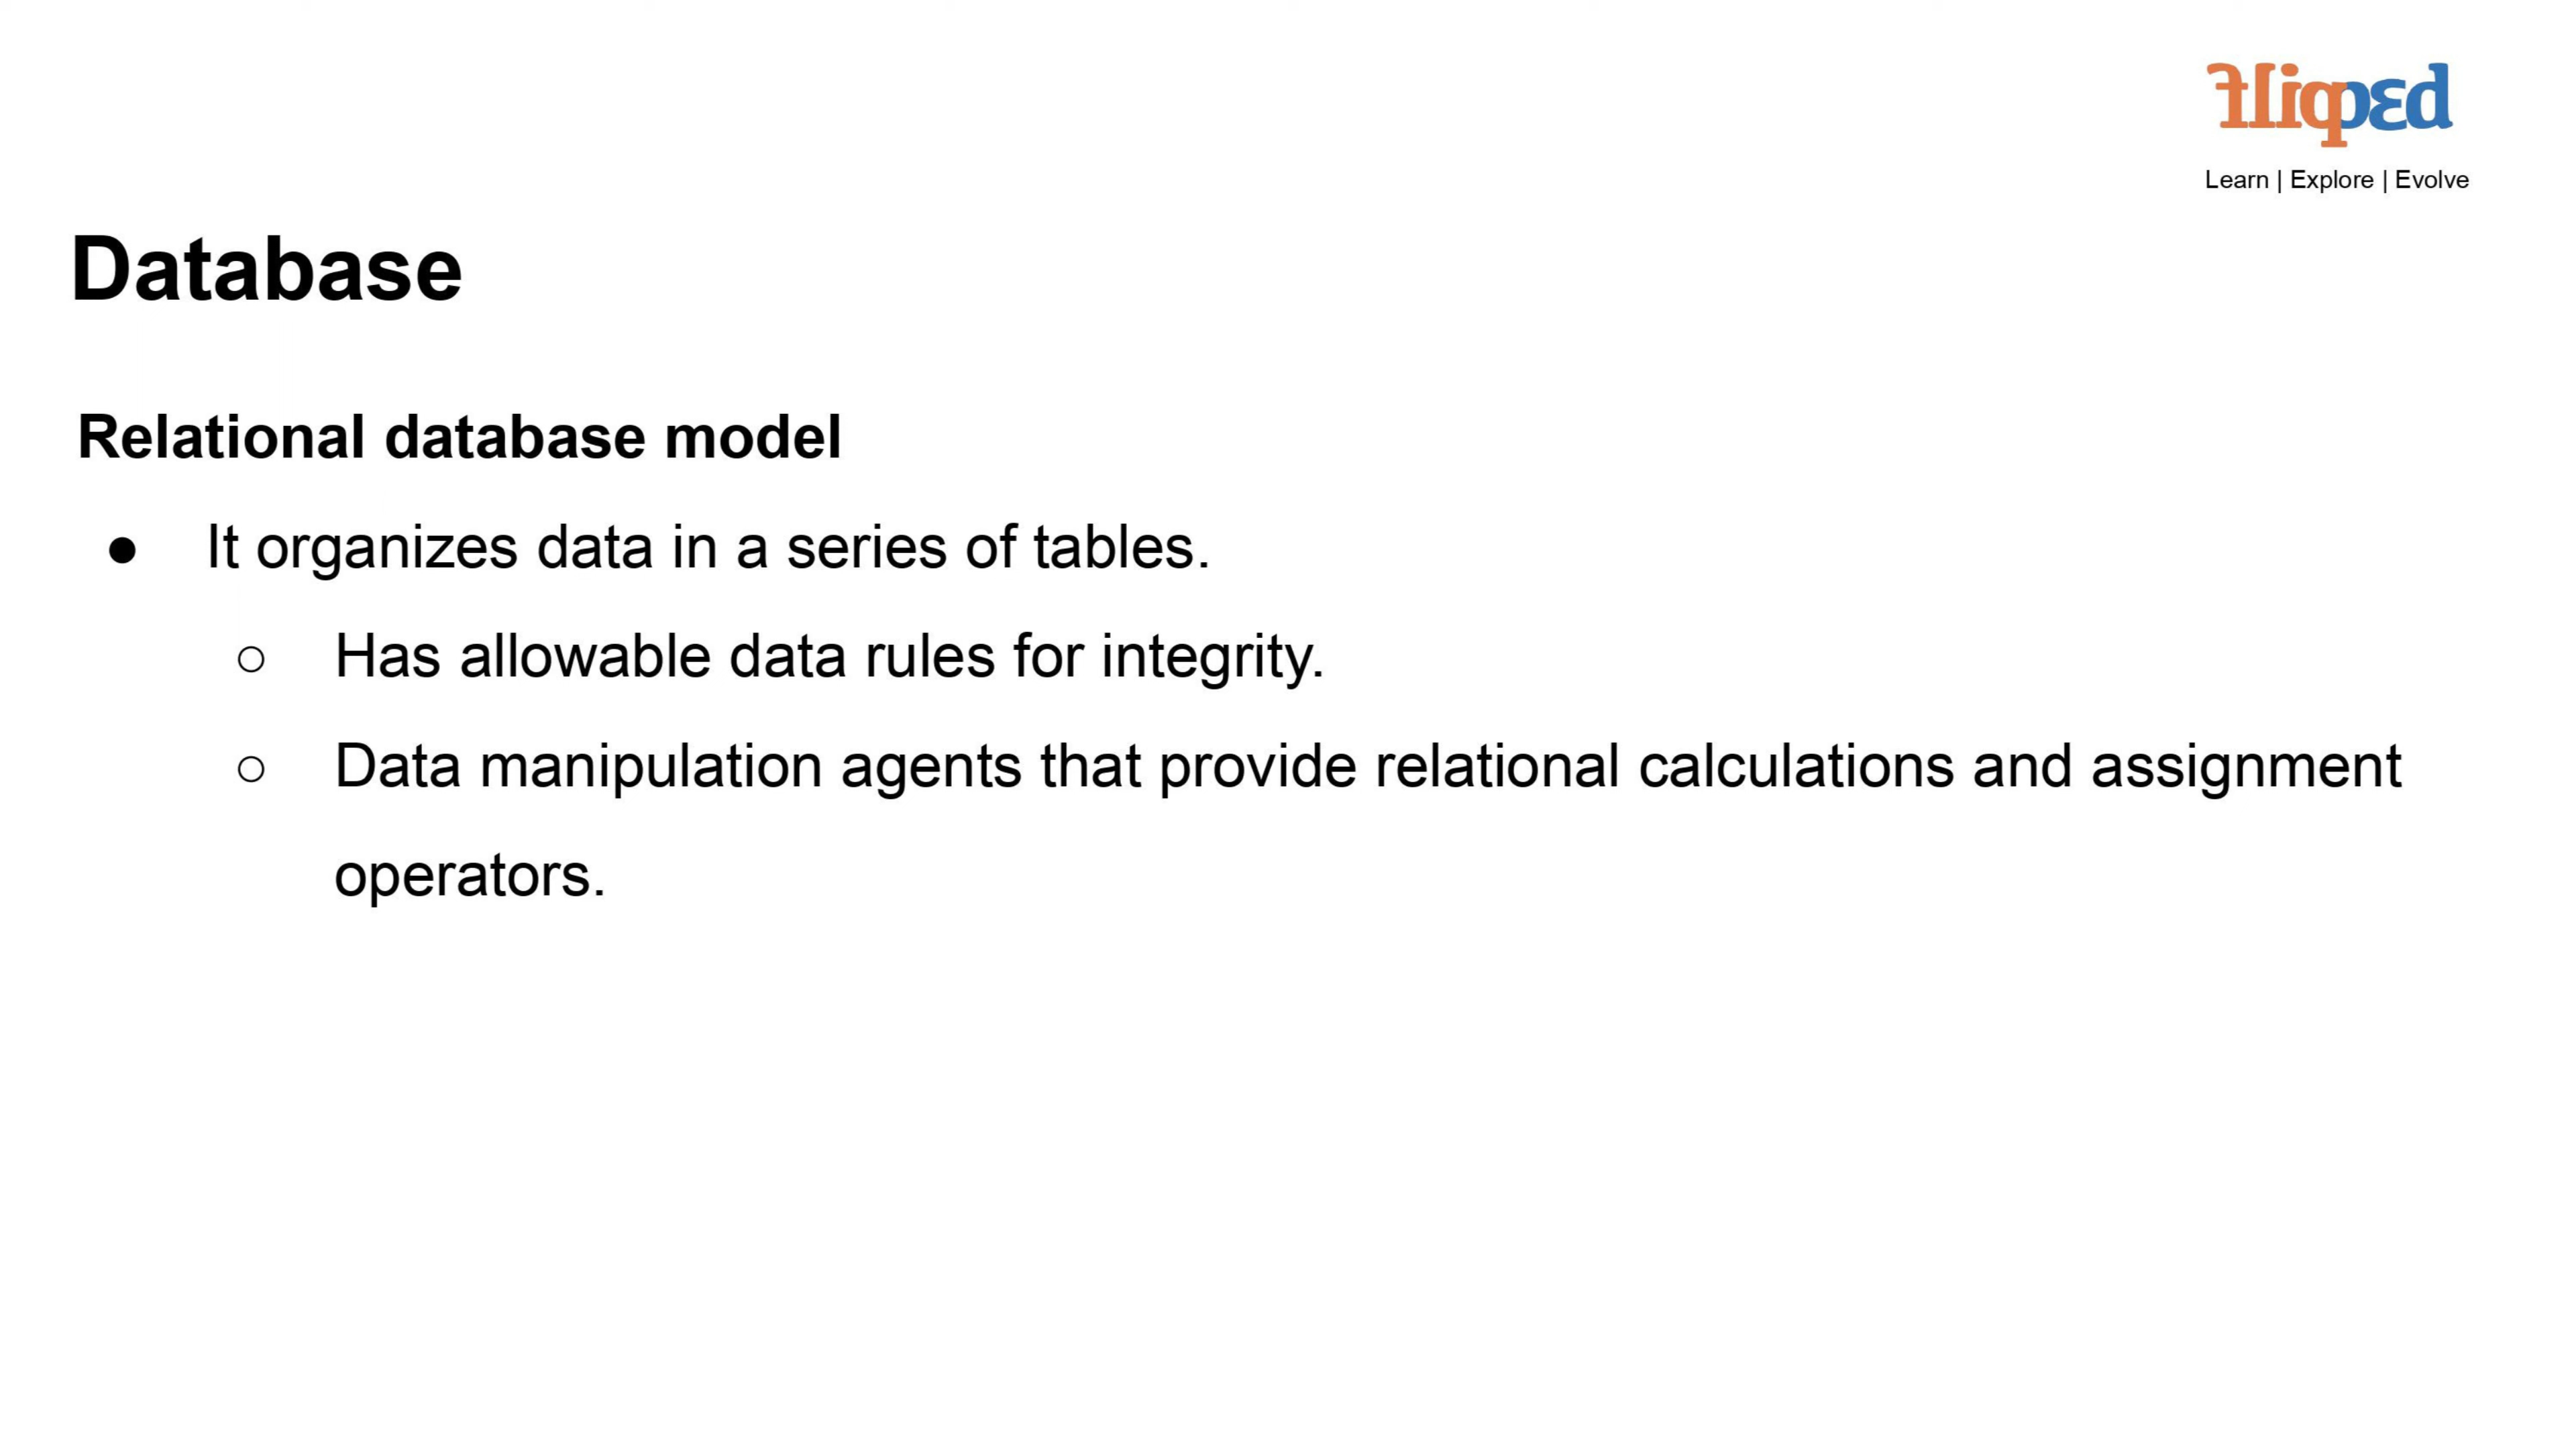 fliqpɛd
Learn | Explore | Evolve
Database
Relational database model
● It organizes data in a series of tables.
○ Has allowable data rules for integrity.
○ Data manipulation agents that provide relational calculations and assignment
operators.